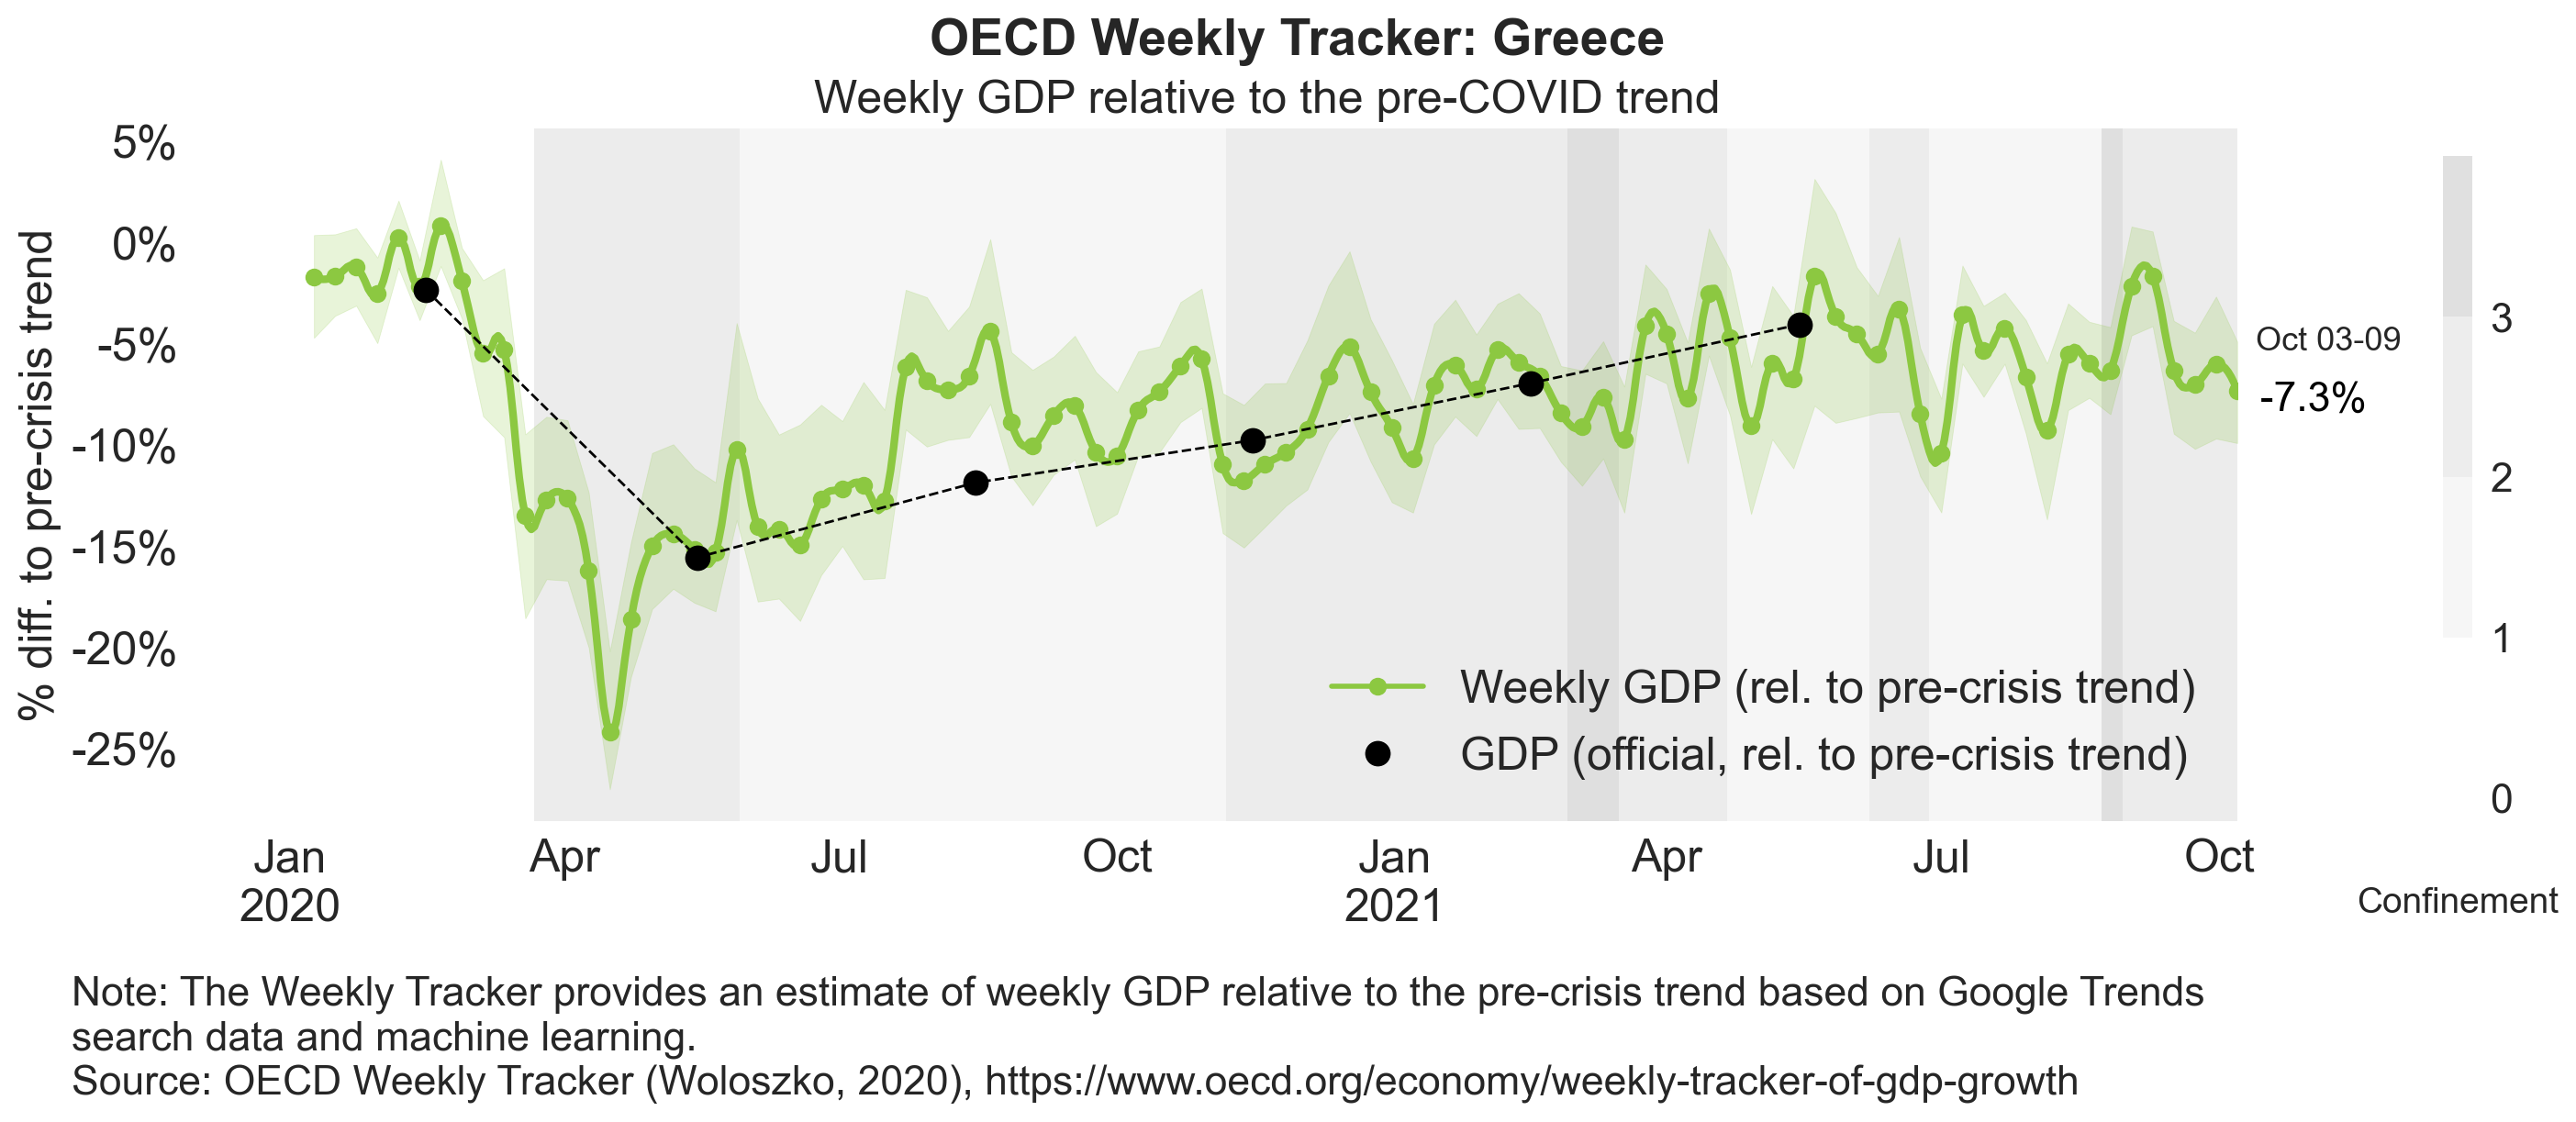 OECD Weekly Tracker: Greece
Weekly GDP relative to the pre-COVID trend
% diff. to pre-crisis trend
5%
0%
-5%
-10%
-15%
-20%
-25%
Oct 03-09
-7.3%
Weekly GDP (rel. to pre-crisis trend)
GDP (official, rel. to pre-crisis trend)
3
2
1
0
Confinement
Jan Apr Jul Oct Jan Apr Jul Oct
2020 2021
Note: The Weekly Tracker provides an estimate of weekly GDP relative to the pre-crisis trend based on Google Trends
search data and machine learning.
Source: OECD Weekly Tracker (Woloszko, 2020), https://www.oecd.org/economy/weekly-tracker-of-gdp-growth